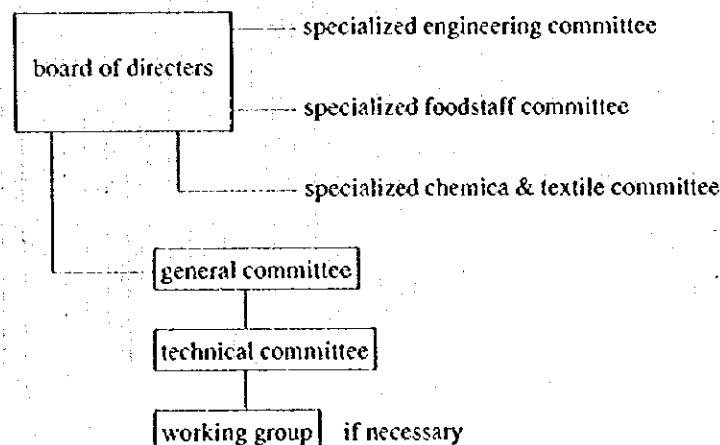 specialized engineering committee
board of directers
specialized foodstaff committee
specialized chemica & textile committee
general committee
technical committee
working group if necessary